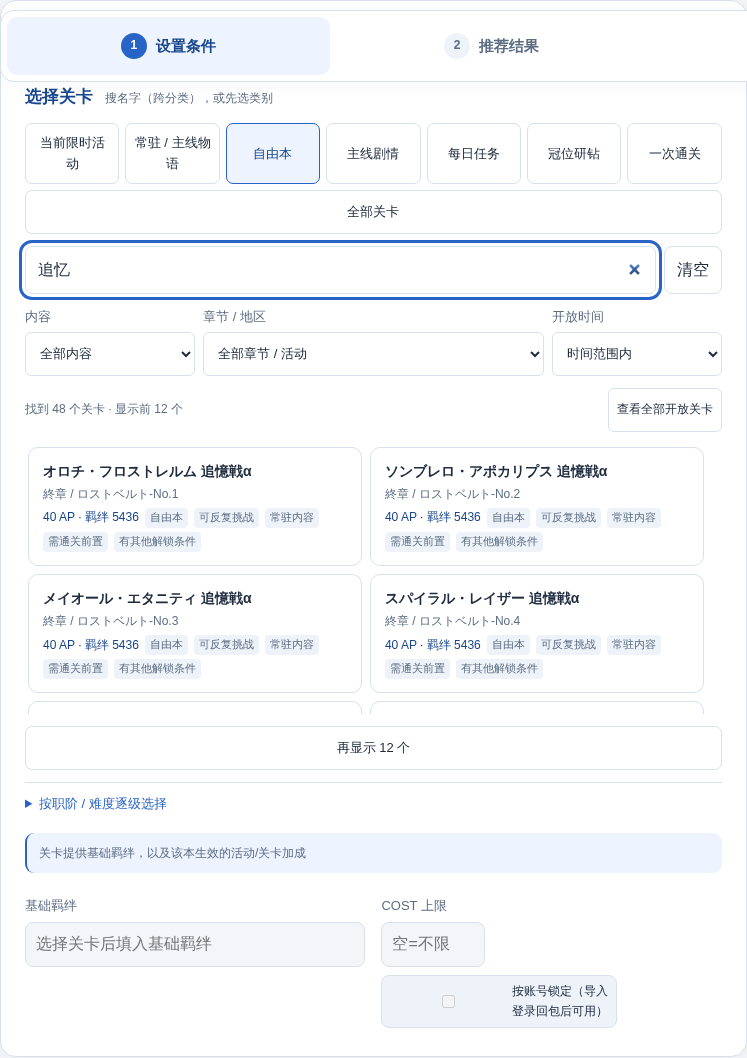 1 设置条件
2 推荐结果
选择关卡 搜名字（跨分类），或先选类别
当前限时活
动
常驻 / 主线物
语
自由本
主线剧情
每日任务
冠位研钻
一次通关
全部关卡
追忆
清空
内容
章节 / 地区
开放时间
全部内容
全部章节 / 活动
时间范围内
找到 48 个关卡 · 显示前 12 个
查看全部开放关卡
オロチ・フロストレルム 追憶戦α
終章 / ロストベルト-No.1
40 AP · 羁绊 5436 自由本 可反复挑战 常驻内容
需通关前置 有其他解锁条件
ソンブレロ・アポカリプス 追憶戦α
終章 / ロストベルト-No.2
40 AP · 羁绊 5436 自由本 可反复挑战 常驻内容
需通关前置 有其他解锁条件
メイオール・エタニティ 追憶戦α
終章 / ロストベルト-No.3
40 AP · 羁绊 5436 自由本 可反复挑战 常驻内容
需通关前置 有其他解锁条件
スパイラル・レイザー 追憶戦α
終章 / ロストベルト-No.4
40 AP · 羁绊 5436 自由本 可反复挑战 常驻内容
需通关前置 有其他解锁条件
再显示 12 个
按职阶 / 难度逐级选择
关卡提供基础羁绊，以及该本生效的活动/关卡加成
基础羁绊
COST 上限
选择关卡后填入基础羁绊
空=不限
按账号锁定（导入
登录回包后可用）